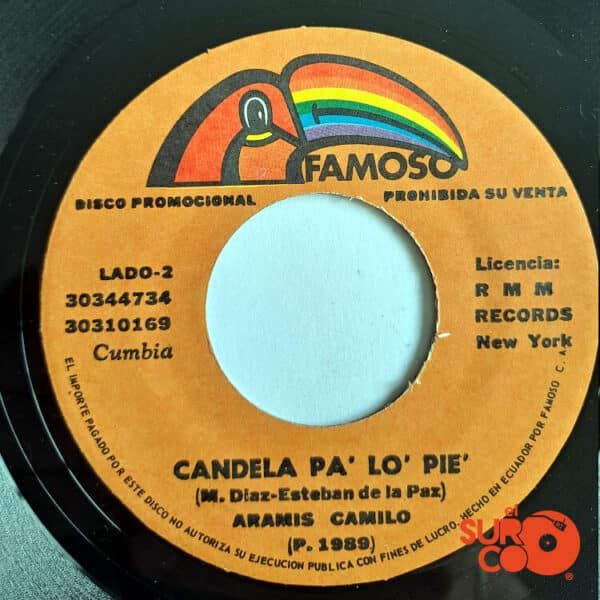 FAMOSO
DISCO PROMOCIONAL
PROHIBIDA SU VENTA
LADO-2
30344734
30310169
Cumbia
Licencia:
R M M
RECORDS
New York
CANDELA PA' LO' PIE'
(M. Diaz-Esteban de la Paz)
ARAMIS CAMILO
(P. 1989)
EL IMPORTE PAGADO POR ESTE DISCO NO AUTORIZA SU EJECUCION PUBLICA CON FINES DE LUCRO. HECHO EN ECUADOR POR FAMOSO C. A.
el
SURCO